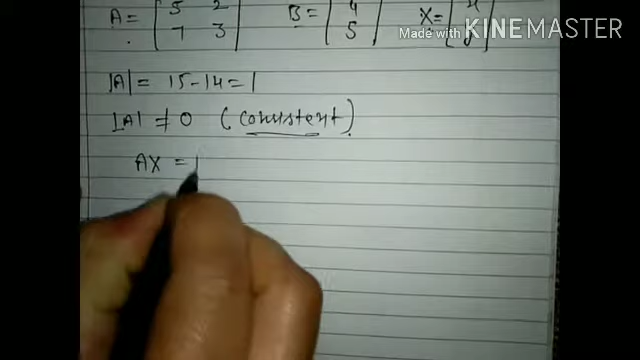 A = [5 2 B = [4 X = [x
7 3] 5] y]
Made with KINEMASTER
|A| = 15 - 14 = 1
|A| ≠ 0 (consistent).
AX =